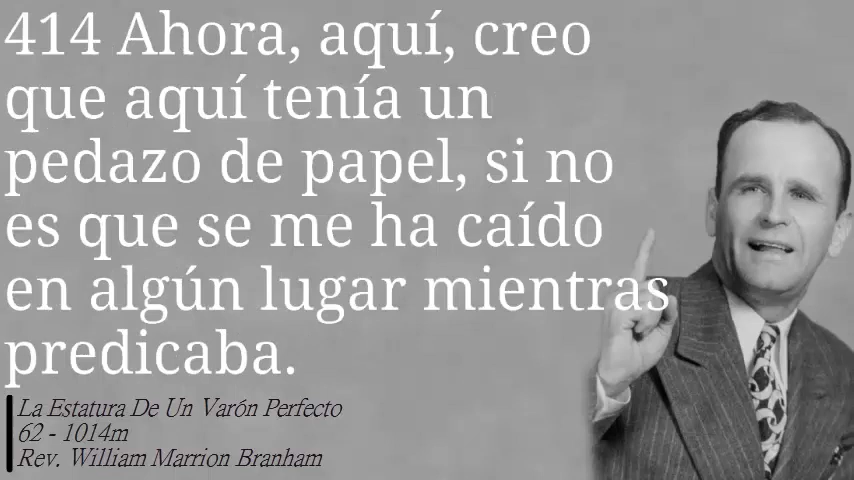 414 Ahora, aquí, creo
que aquí tenía un
pedazo de papel, si no
es que se me ha caído
en algún lugar mientras
predicaba.
La Estatura De Un Varón Perfecto
62 - 1014m
Rev. William Marrion Branham